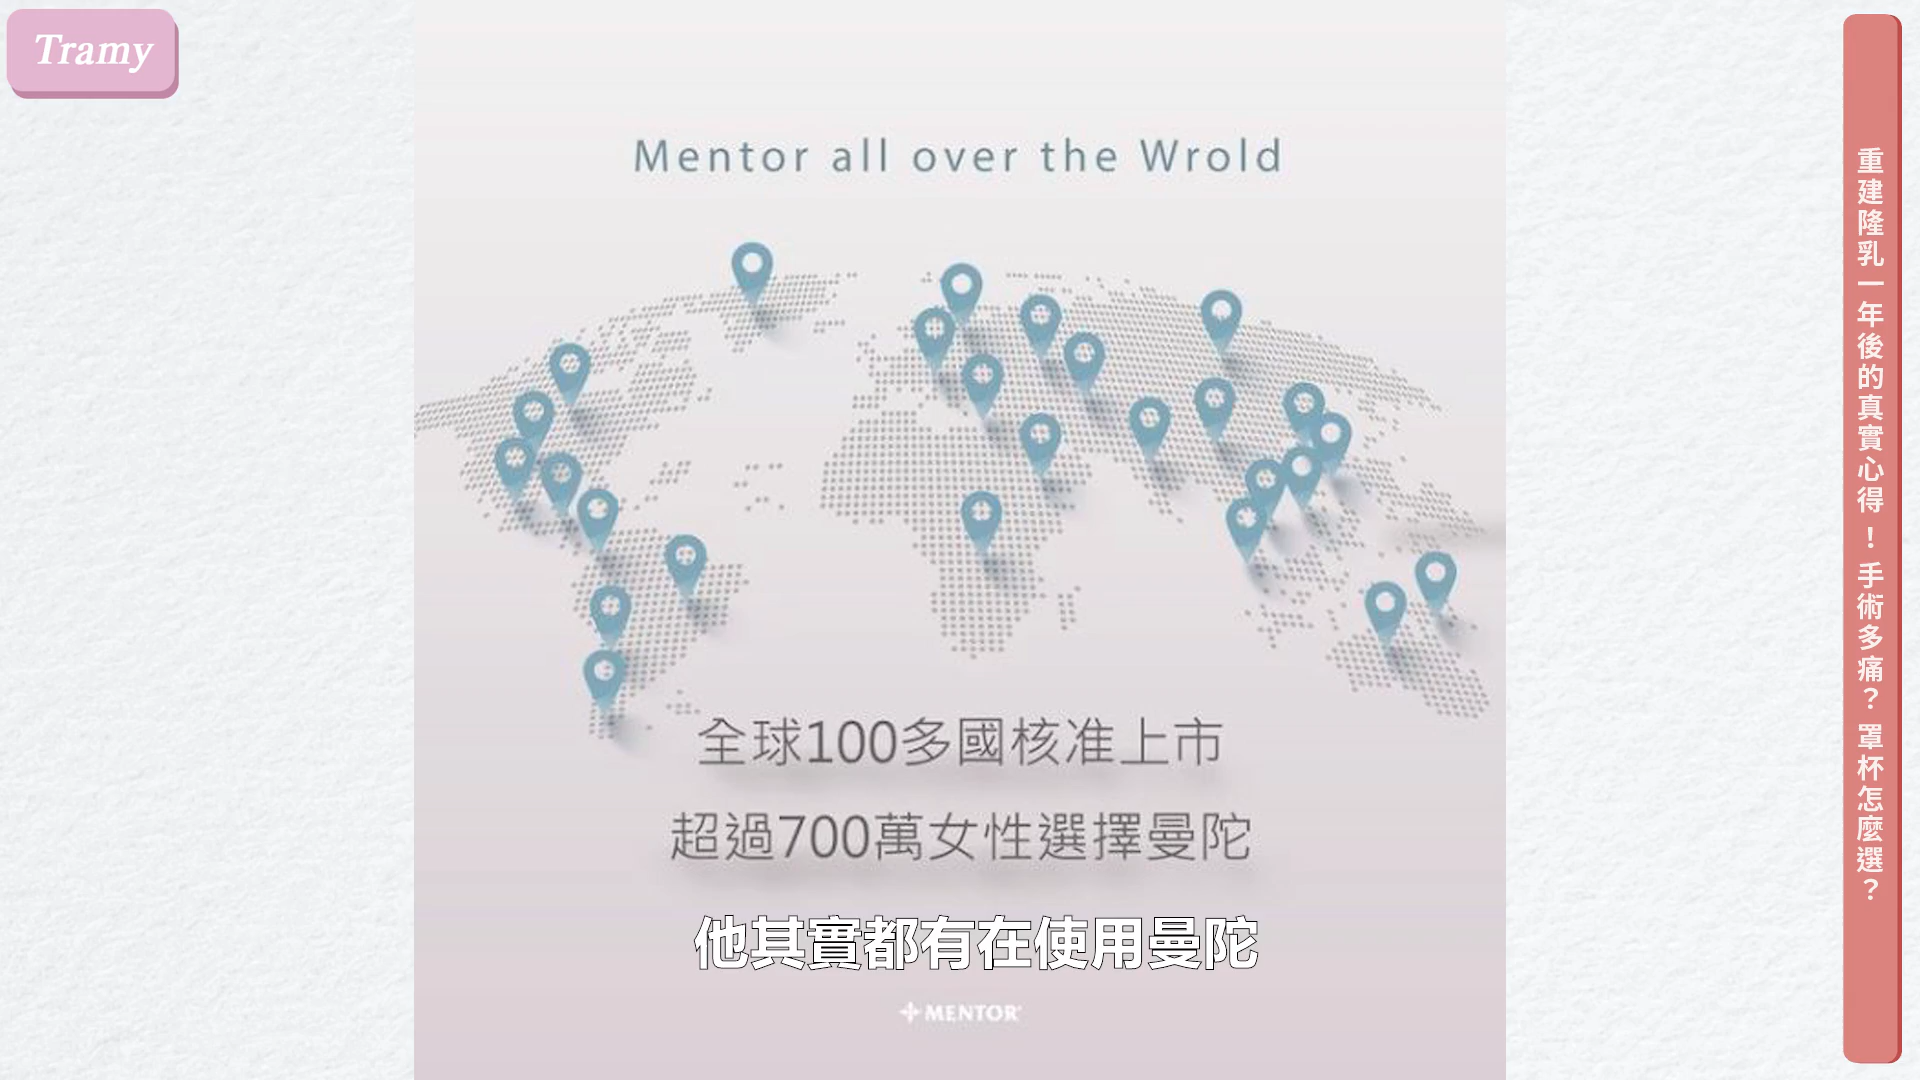 Tramy
Mentor all over the Wrold
全球100多國核准上市
超過700萬女性選擇曼陀
他其實都有在使用曼陀
MENTOR
重建隆乳一年後的真實心得！手術多痛？罩杯怎麼選？